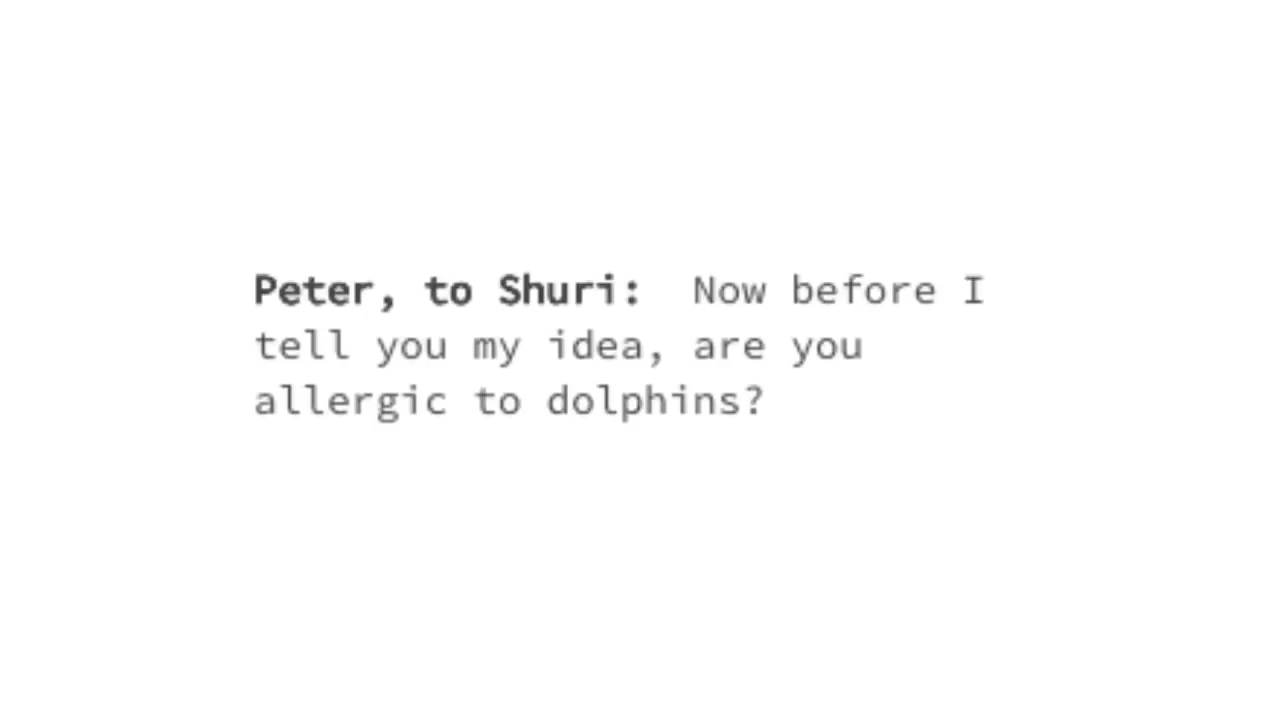 Peter, to Shuri: Now before I
tell you my idea, are you
allergic to dolphins?